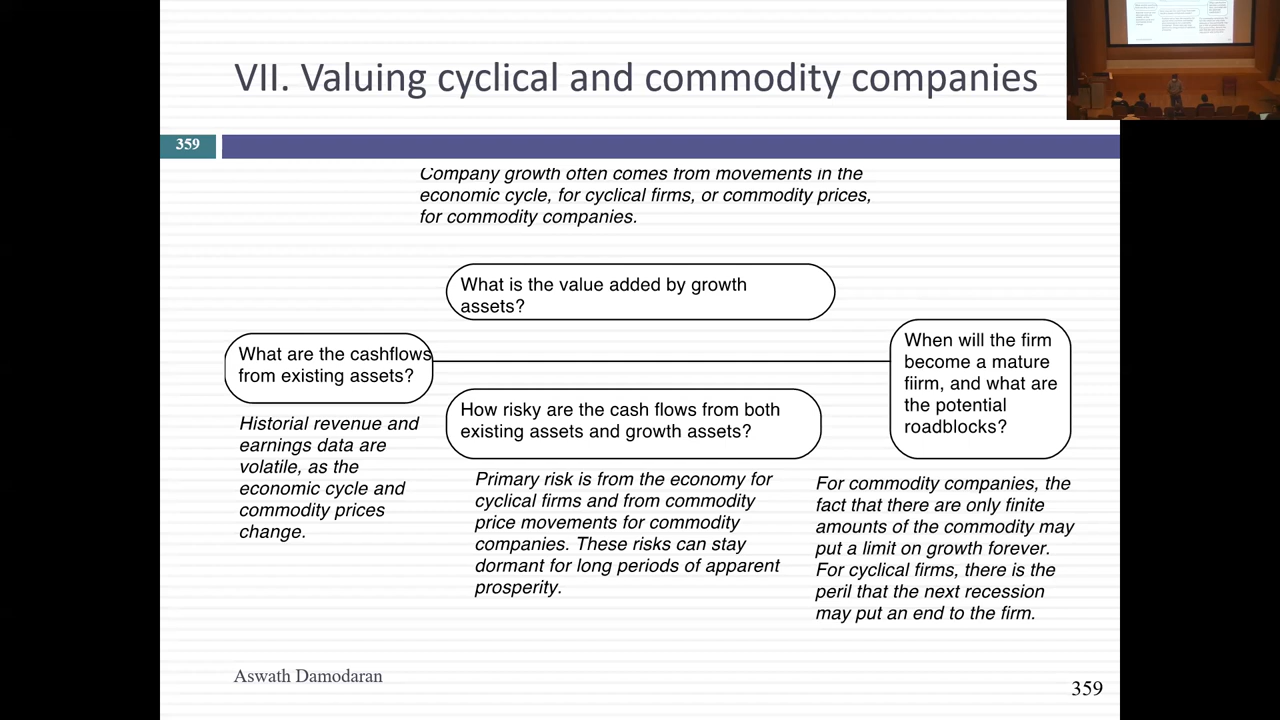 VII. Valuing cyclical and commodity companies
359
Company growth often comes from movements in the
economic cycle, for cyclical firms, or commodity prices,
for commodity companies.
What is the value added by growth
assets?
What are the cashflows
from existing assets?
Historial revenue and
earnings data are
volatile, as the
economic cycle and
commodity prices
change.
How risky are the cash flows from both
existing assets and growth assets?
Primary risk is from the economy for
cyclical firms and from commodity
price movements for commodity
companies. These risks can stay
dormant for long periods of apparent
prosperity.
When will the firm
become a mature
fiirm, and what are
the potential
roadblocks?
For commodity companies, the
fact that there are only finite
amounts of the commodity may
put a limit on growth forever.
For cyclical firms, there is the
peril that the next recession
may put an end to the firm.
Aswath Damodaran
359